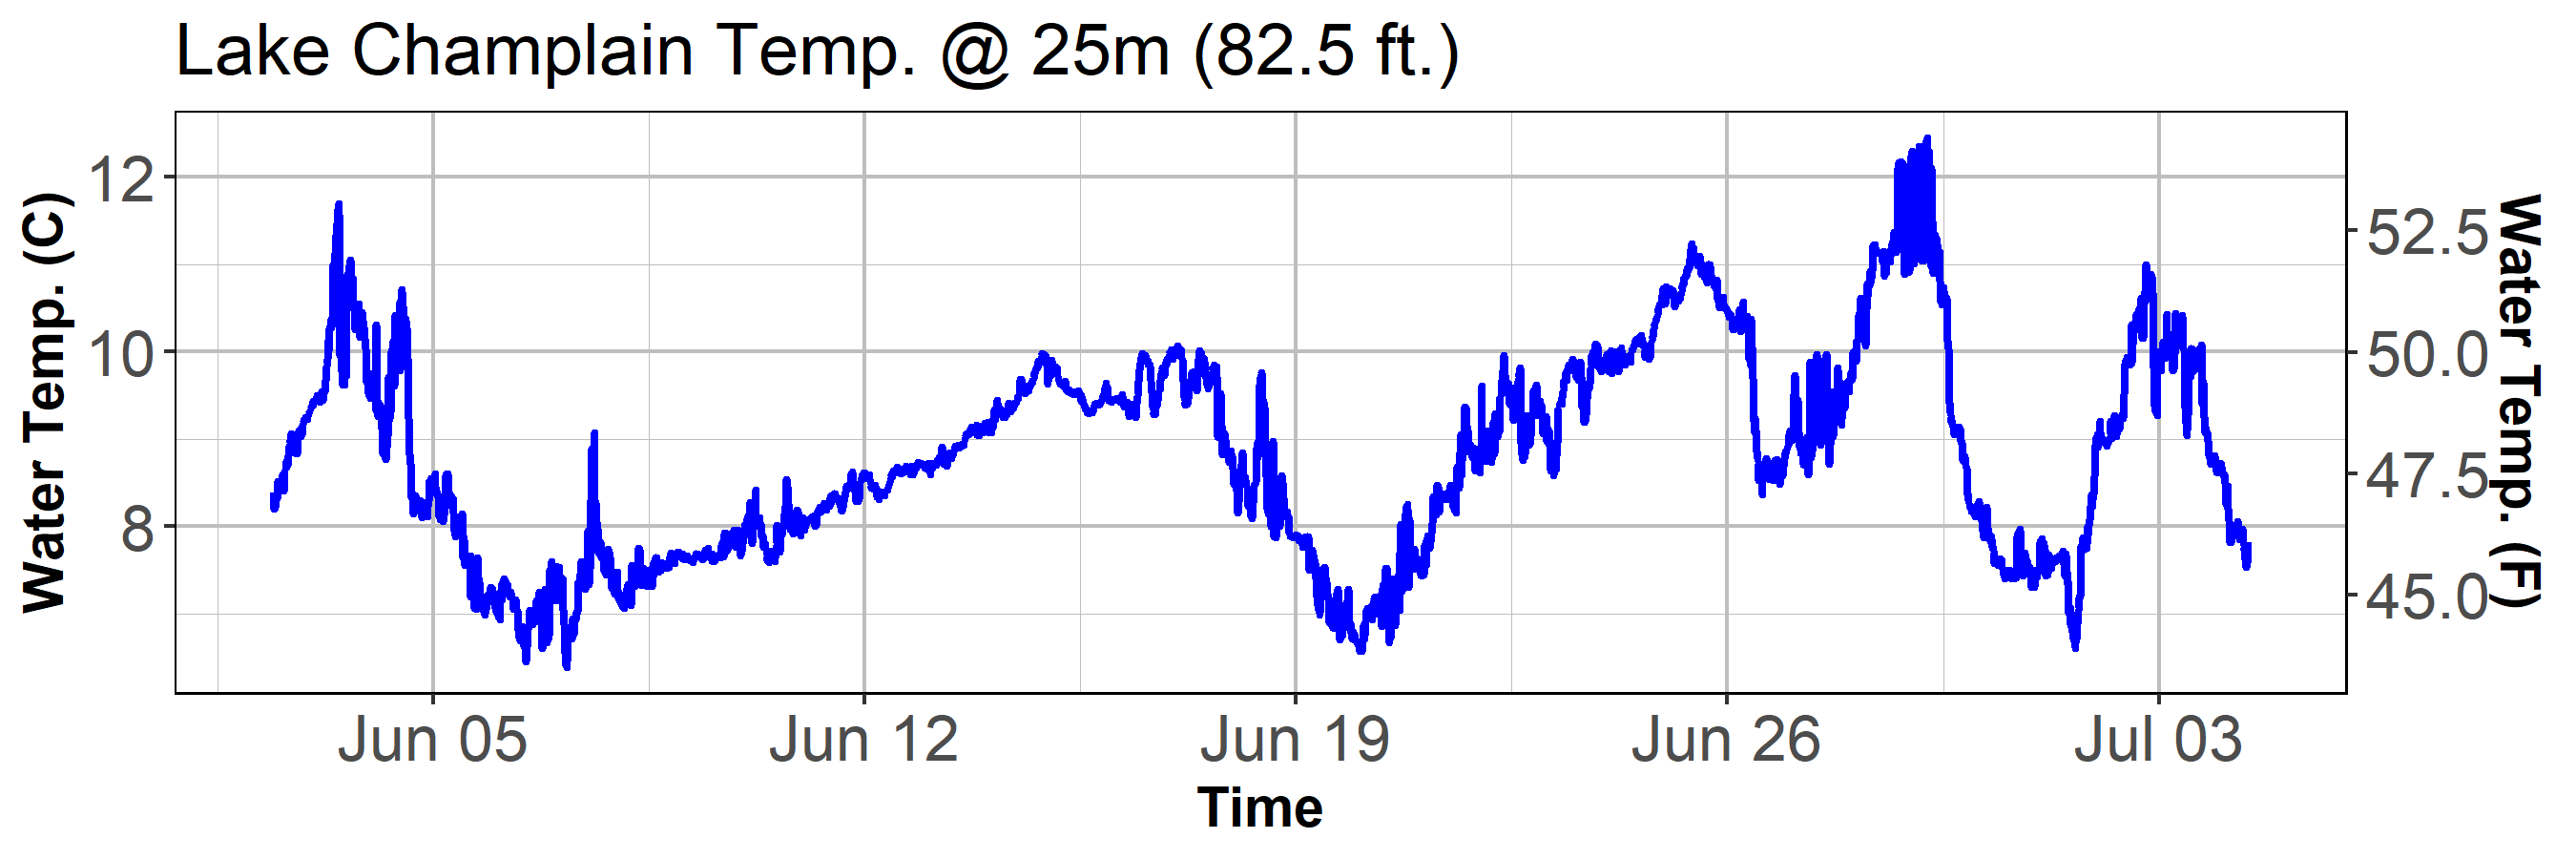 Lake Champlain Temp. @ 25m (82.5 ft.)
Water Temp. (C)
12
10
8
52.5
50.0
47.5
45.0
Water Temp. (F)
Jun 05
Jun 12
Jun 19
Jun 26
Jul 03
Time